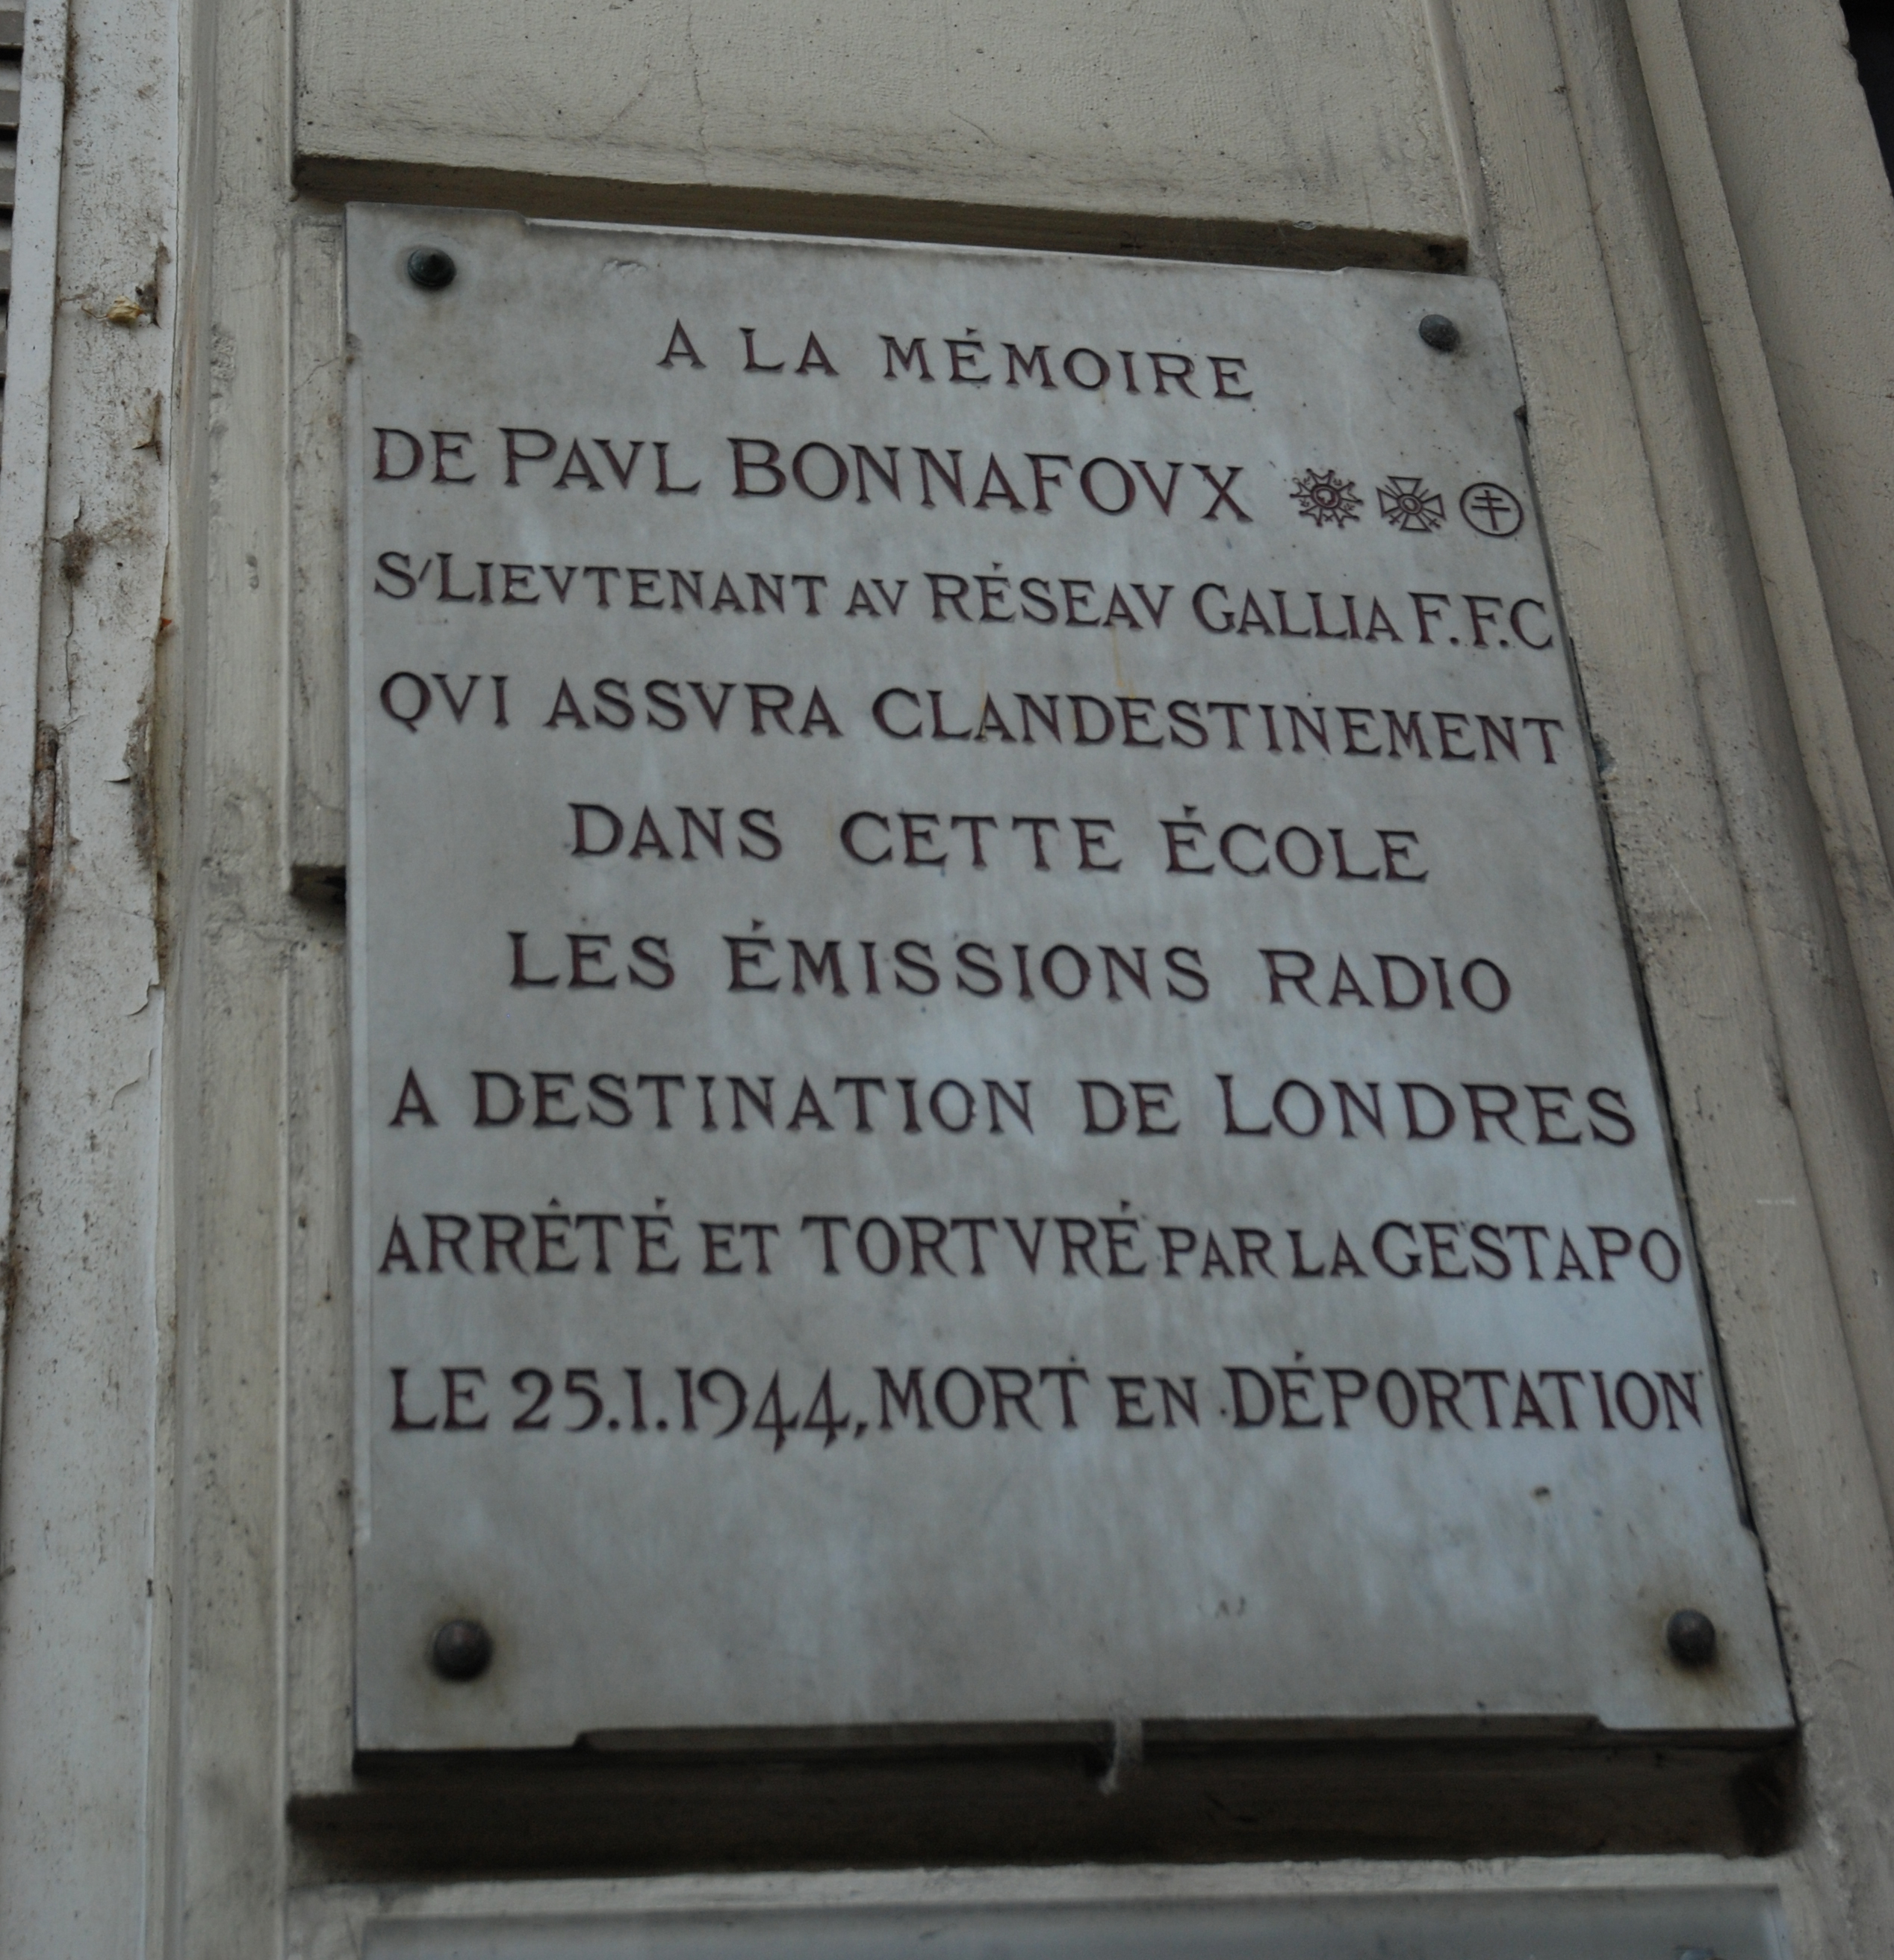 A LA MÉMOIRE
DE PAVL BONNAFOVX
S/LIEVTENANT AV RÉSEAV GALLIA F.F.C
QVI ASSVRA CLANDESTINEMENT
DANS CETTE ÉCOLE
LES ÉMISSIONS RADIO
A DESTINATION DE LONDRES
ARRÊTÉ ET TORTVRÉ PAR LA GESTAPO
LE 25.1.1944, MORT EN DÉPORTATION